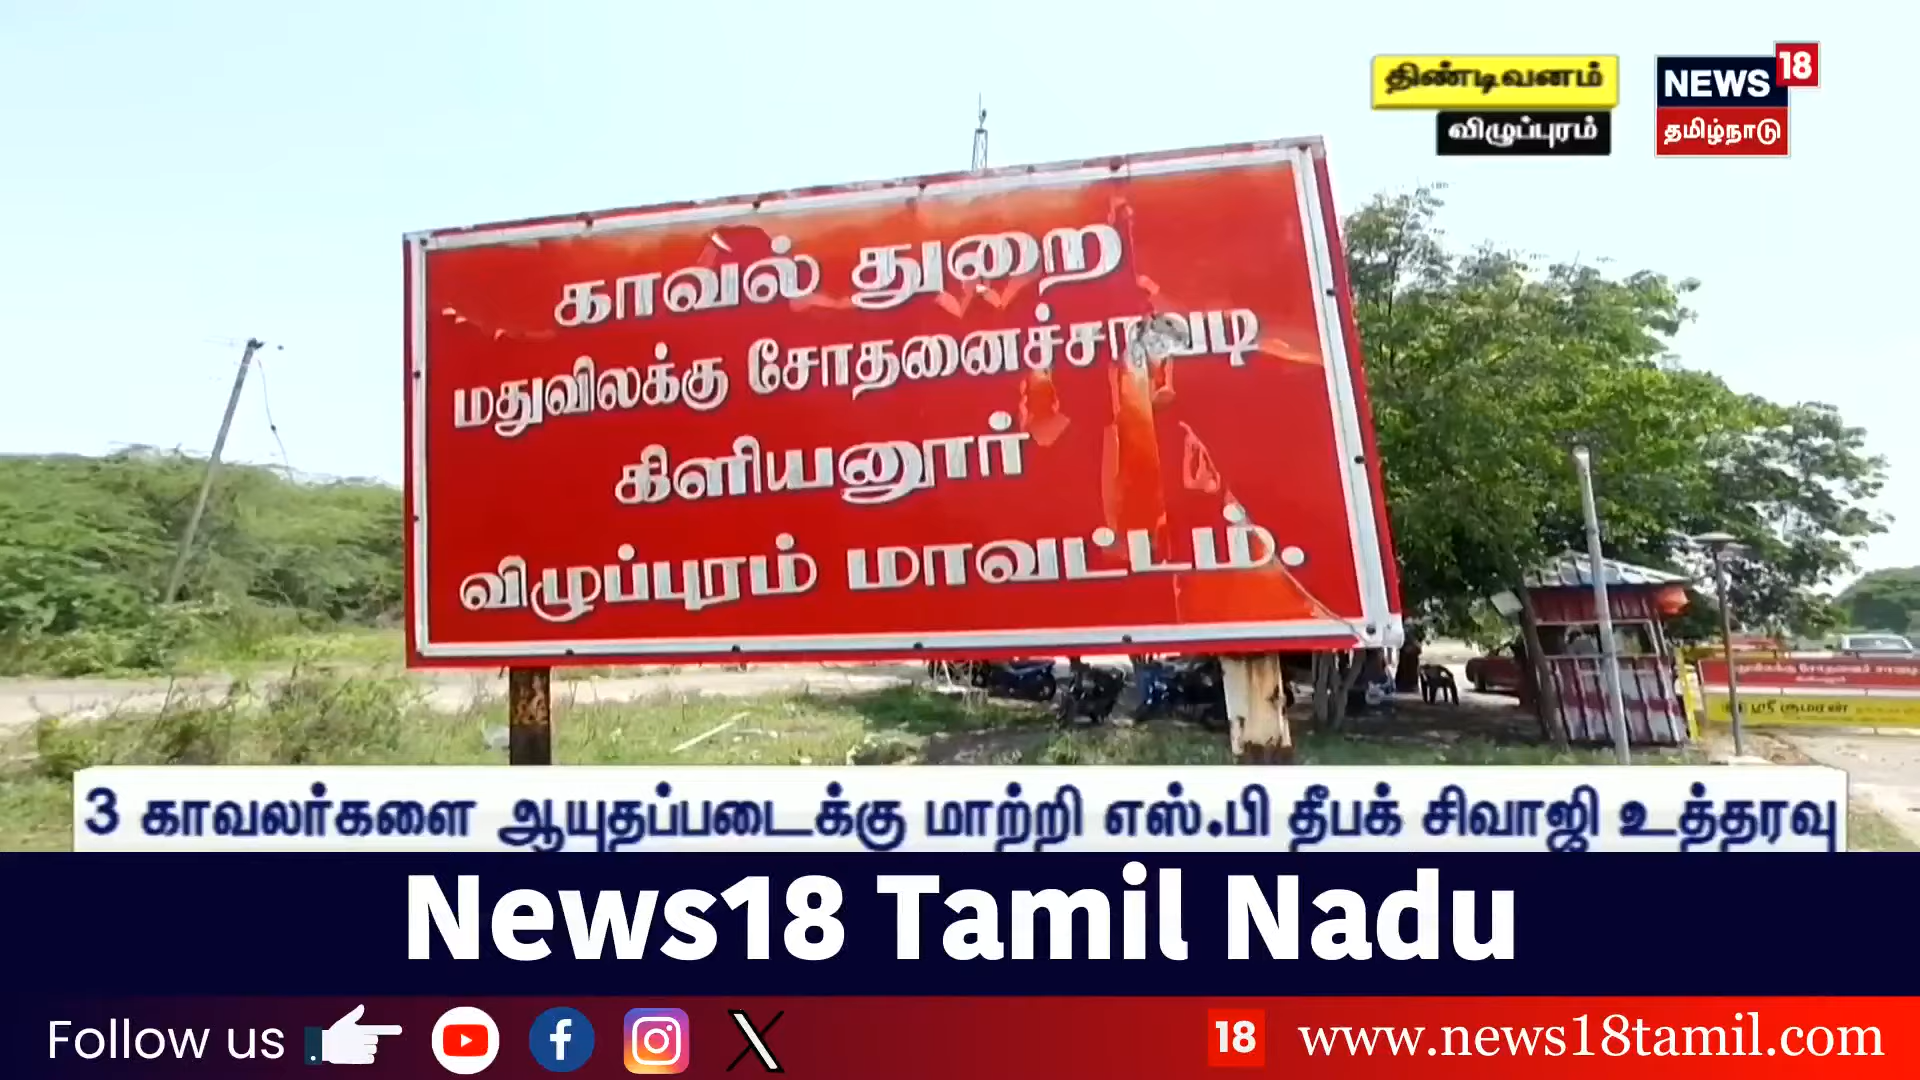 திண்டிவனம்
விழுப்புரம்
NEWS 18
தமிழ்நாடு
காவல் துறை
மதுவிலக்கு சோதனைச்சாவடி
கிளியனூர்
விழுப்புரம் மாவட்டம்.
3 காவலர்களை ஆயுதப்படைக்கு மாற்றி எஸ்.பி தீபக் சிவாஜி உத்தரவு
News18 Tamil Nadu
Follow us
18 www.news18tamil.com